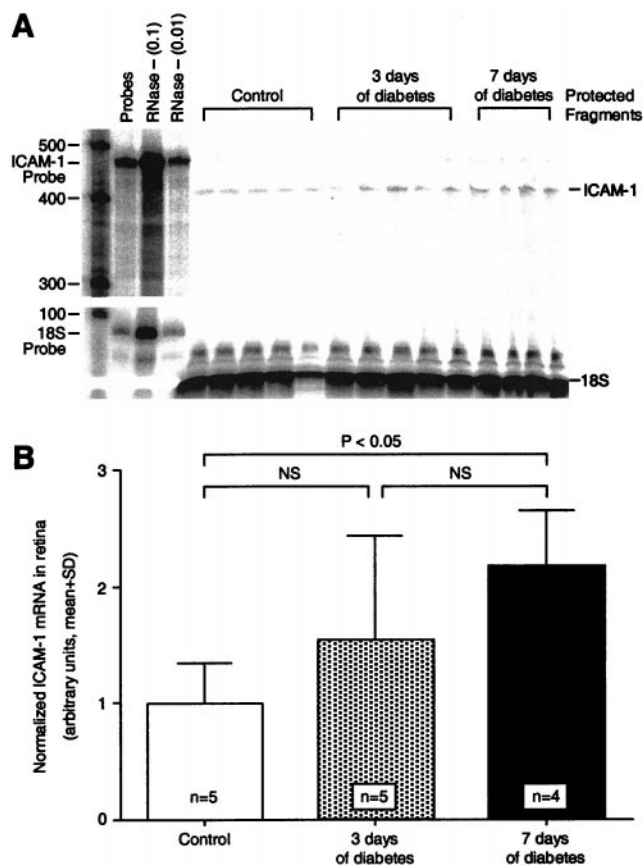 A
Probes
RNase – (0.1)
RNase – (0.01)
Control
3 days
of diabetes
7 days
of diabetes
Protected
Fragments
500
ICAM-1
Probe
400
300
100
18S
Probe
ICAM-1
18S
B
P < 0.05
NS
NS
Normalized ICAM-1 mRNA in retina
(arbitrary units, mean+SD)
3
2
1
0
n=5
n=5
n=4
Control
3 days
of diabetes
7 days
of diabetes